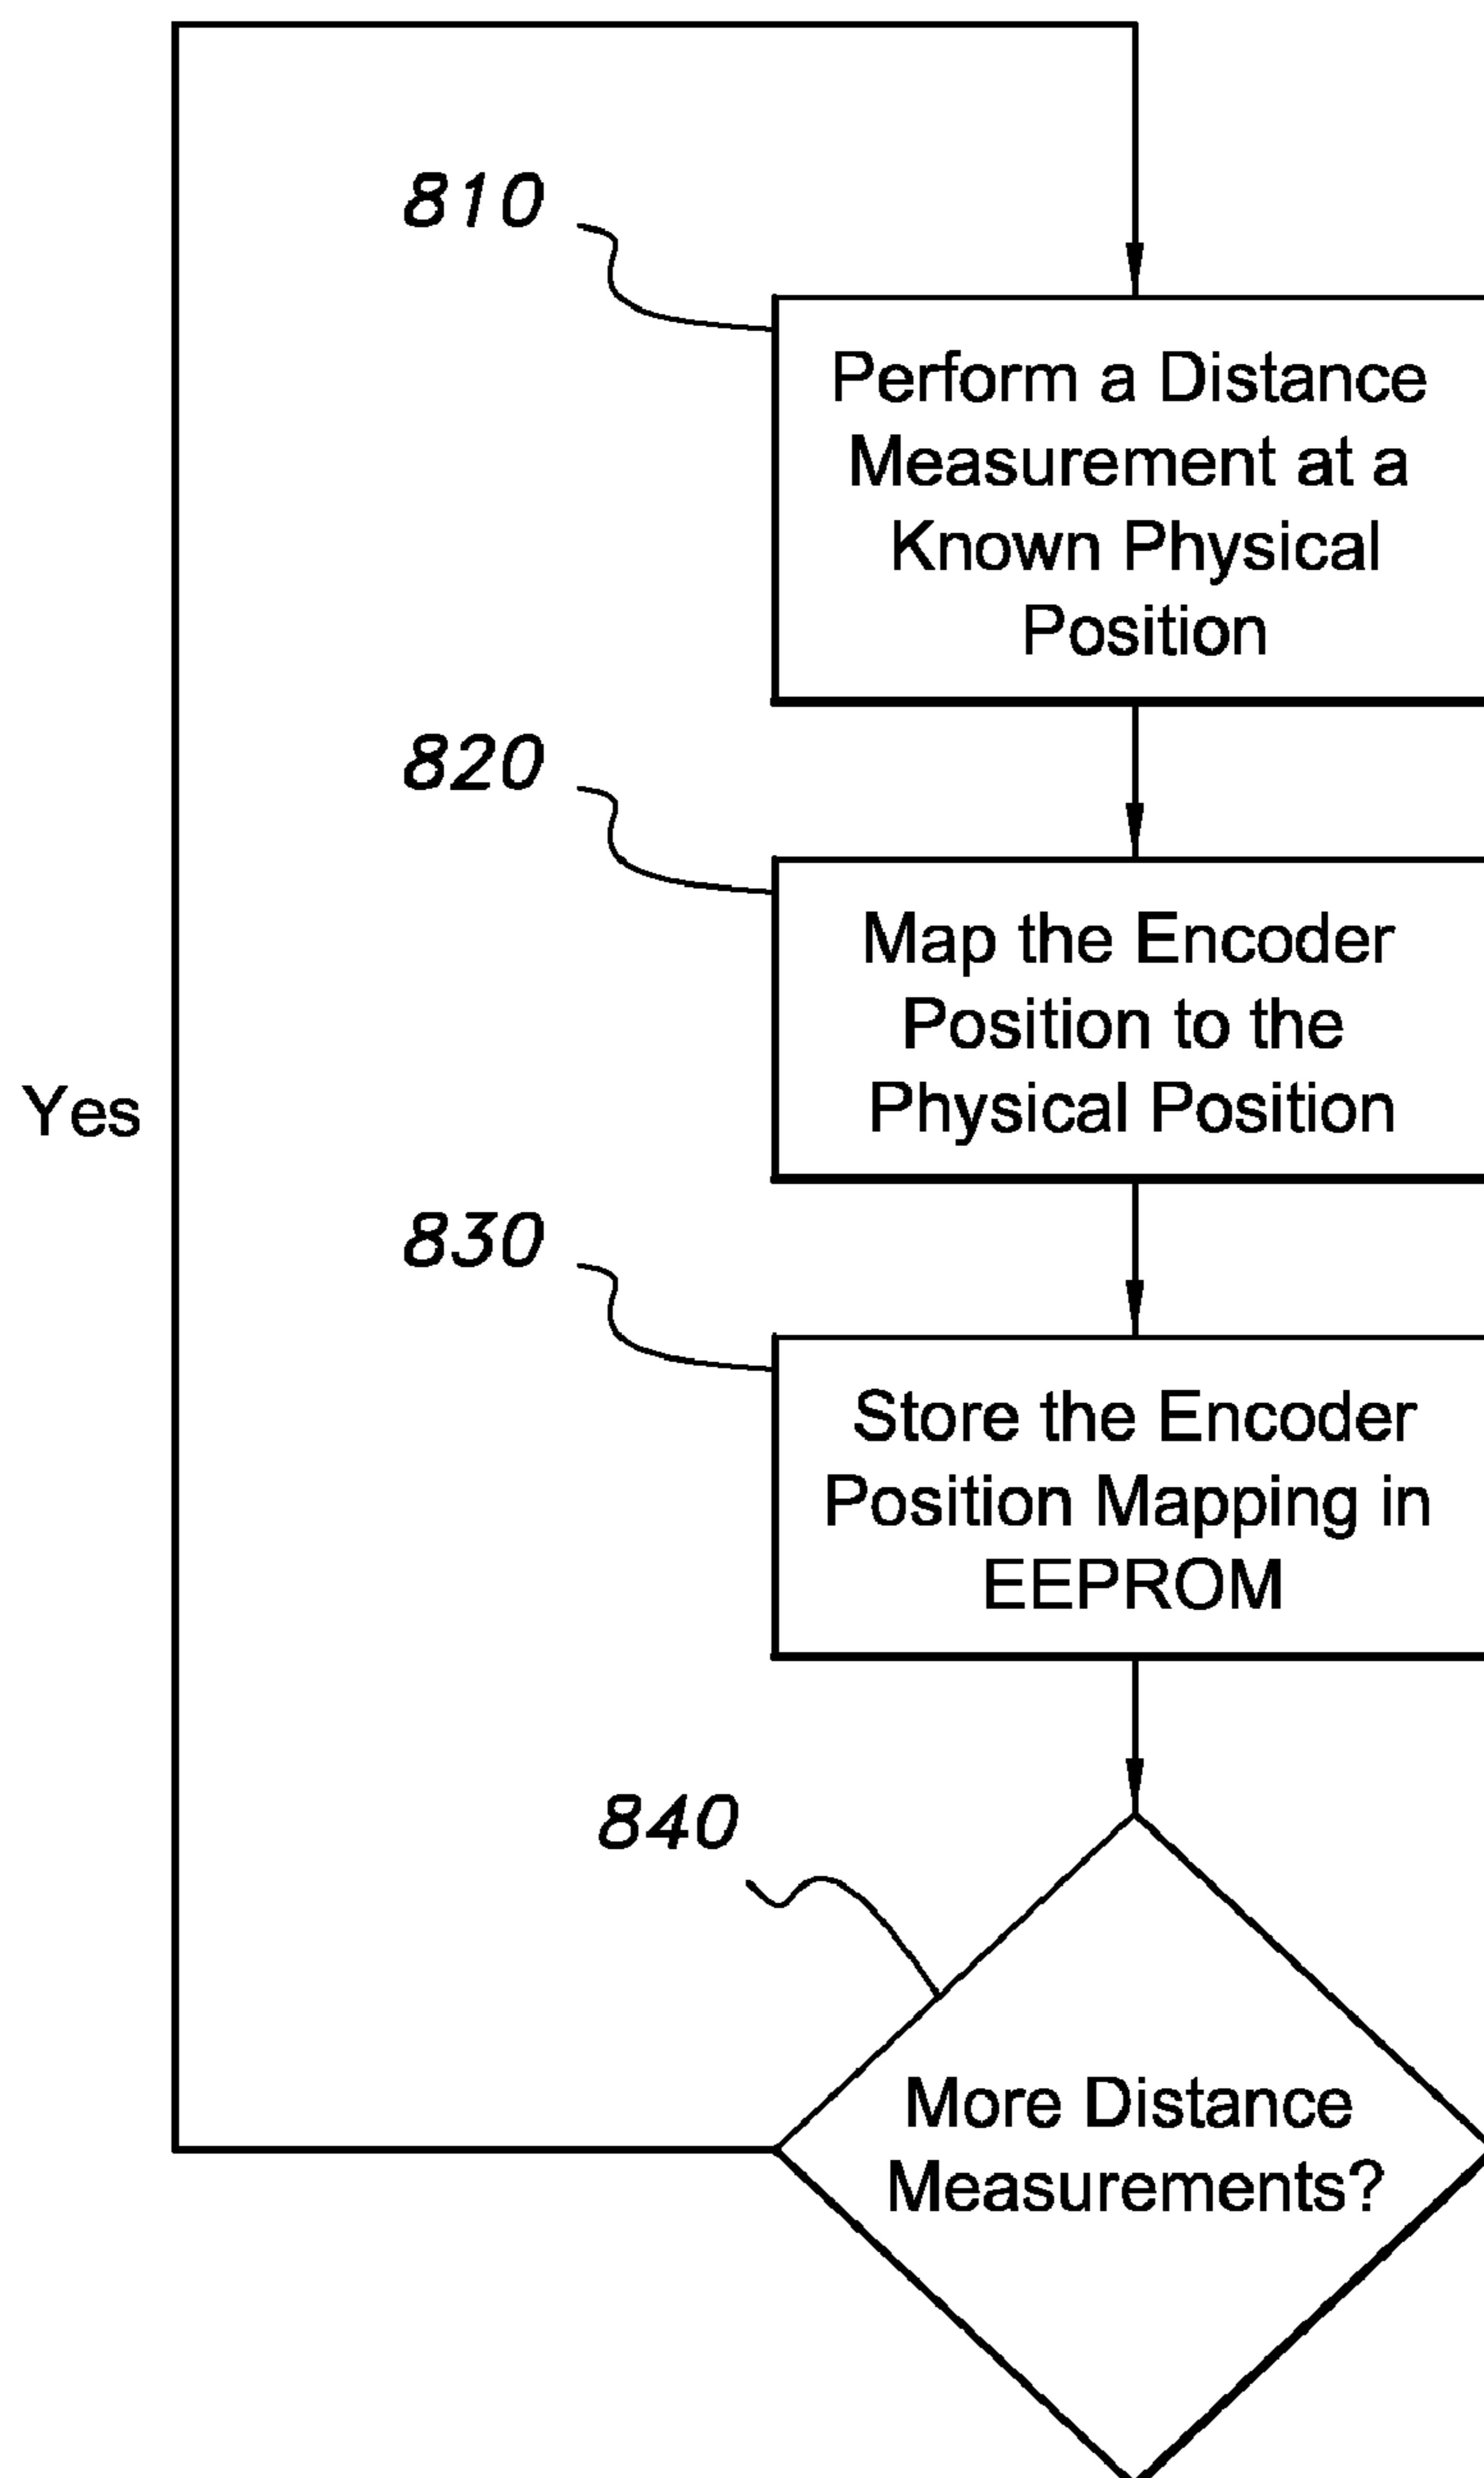 810
Perform a Distance
Measurement at a
Known Physical
Position
820
Map the Encoder
Position to the
Physical Position
Yes
830
Store the Encoder
Position Mapping in
EEPROM
840
More Distance
Measurements?